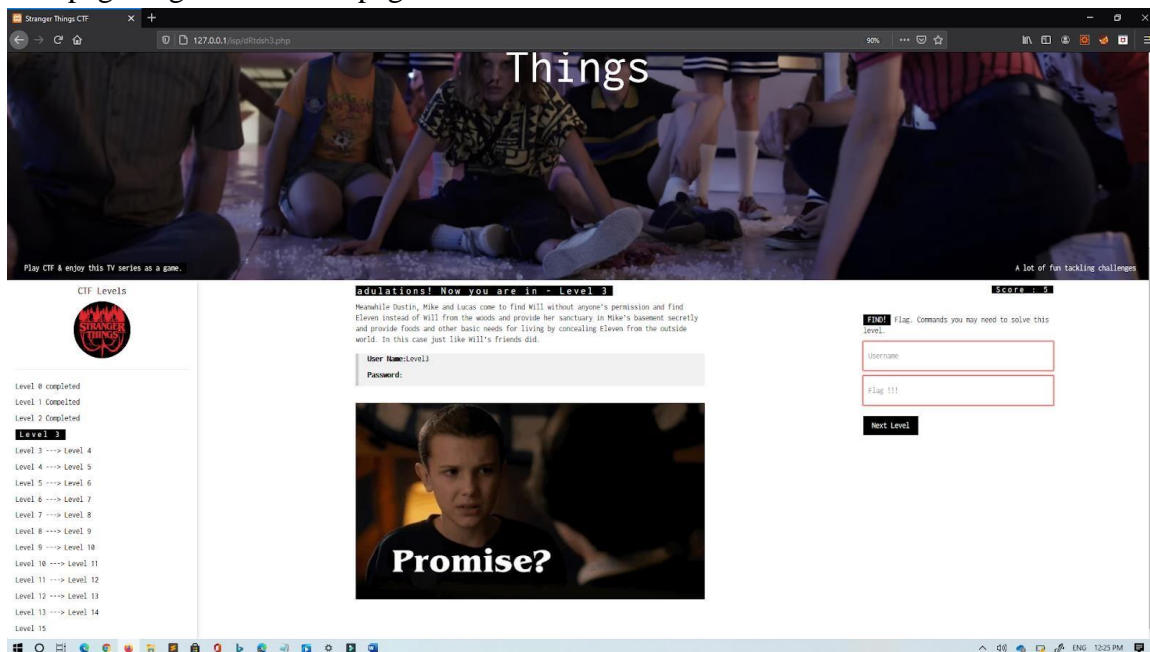 Stranger Things CTF
127.0.0.1/isp/dRtdsh3.php
90%
Things
Play CTF & enjoy this TV series as a game.
A lot of fun tackling challenges
CTF Levels
STRANGER
THINGS
Level 0 completed
Level 1 Compelted
Level 2 Completed
Level 3
Level 3 ---> Level 4
Level 4 ---> Level 5
Level 5 ---> Level 6
Level 6 ---> Level 7
Level 7 ---> Level 8
Level 8 ---> Level 9
Level 9 ---> Level 10
Level 10 ---> Level 11
Level 11 ---> Level 12
Level 12 ---> Level 13
Level 13 ---> Level 14
Level 15
adulations! Now you are in - Level 3
Meanwhile Dustin, Mike and Lucas come to find Will without anyone's permission and find
Eleven instead of Will from the woods and provide her sanctuary in Mike's basement secretly
and provide foods and other basic needs for living by concealing Eleven from the outside
world. In this case just like Will's friends did.
User Name:Level3
Password:
Promise?
Score : 5
FIND! Flag. Commands you may need to solve this
level.
Username
Flag !!!
Next Level
ENG 12:25 PM